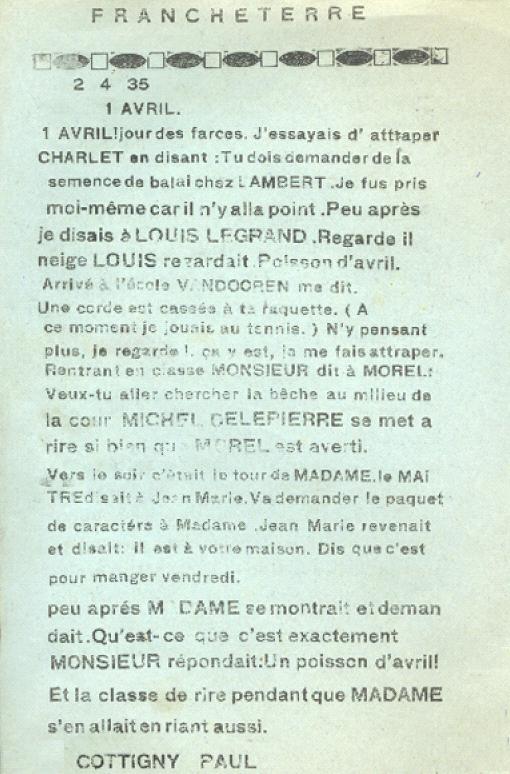 FRANCHETERRE
2 4 35
1 AVRIL.
1 AVRIL!jour des farces. J'essayais d' atttaper
CHARLET en disant :Tu dois demander de la
semence de balai chez LAMBERT .Je fus pris
moi-même car il n'y alla point .Peu après
je disais à LOUIS LEGRAND .Regarde il
neige LOUIS regardait.Poisson d'avril.
Arrivé à l'école VANDOOREN me dit.
Une corde est cassée à ta raquette. ( A
ce moment je jouais au tennis. ) N'y pensant
plus, je regarde !. ça y est, je me fais attraper.
Rentrant en classe MONSIEUR dit à MOREL:
Veux-tu aller chercher la bêche au milieu de
la cour MICHEL DELEPIERRE se met a
rire si bien que MOREL est averti.
Vers le soir c'était le tour de MADAME.le MAI
TREd sait à Jean Marie.Va demander le paquet
de caractére à Madame .Jean Marie revenait
et disait: il est à votre maison. Dis que c'est
pour manger vendredi.
peu aprés M DAME se montrait et deman
dait.Qu'est-ce que c'est exactement
MONSIEUR répondait:Un poisson d'avril!
Et la classe de rire pendant que MADAME
s'en allait en riant aussi.
COTTIGNY PAUL